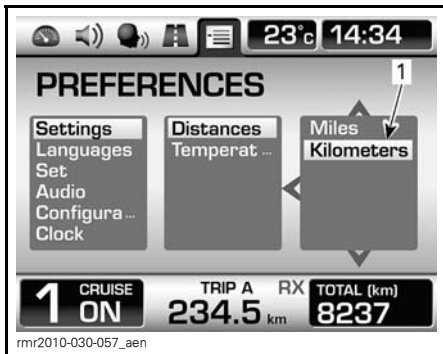 23°c 14:34
1
PREFERENCES
Settings
Languages
Set
Audio
Configura...
Clock
Distances
Temperat...
Miles
Kilometers
1 CRUISE ON
TRIP A
234.5 km
RX
TOTAL (km)
8237
rmr2010-030-057_aen